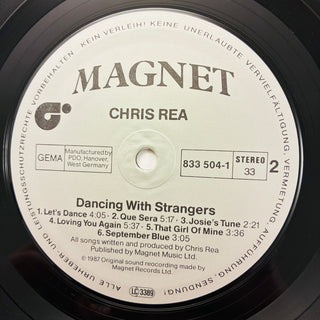 ALLE URHEBER- UND LEISTUNGSSCHUTZRECHTE VORBEHALTEN · KEIN VERLEIH! KEINE UNERLAUBTE VERVIELFÄLTIGUNG, VERMIETUNG, AUFFÜHRUNG, SENDUNG!
MAGNET
CHRIS REA
GEMA
Manufactured by
PDO, Hanover,
West Germany
833 504-1
STEREO
33
2
Dancing With Strangers
1·Let's Dance 4:05 · 2·Que Sera 5:17 · 3·Josie's Tune 2:21
4·Loving You Again 5:37 · 5·That Girl Of Mine 3:36
6·September Blue 3:05
All songs written and produced by Chris Rea
Published by Magnet Music Ltd.
℗ 1987 Original sound recording made by
Magnet Records Ltd.
LC 3389